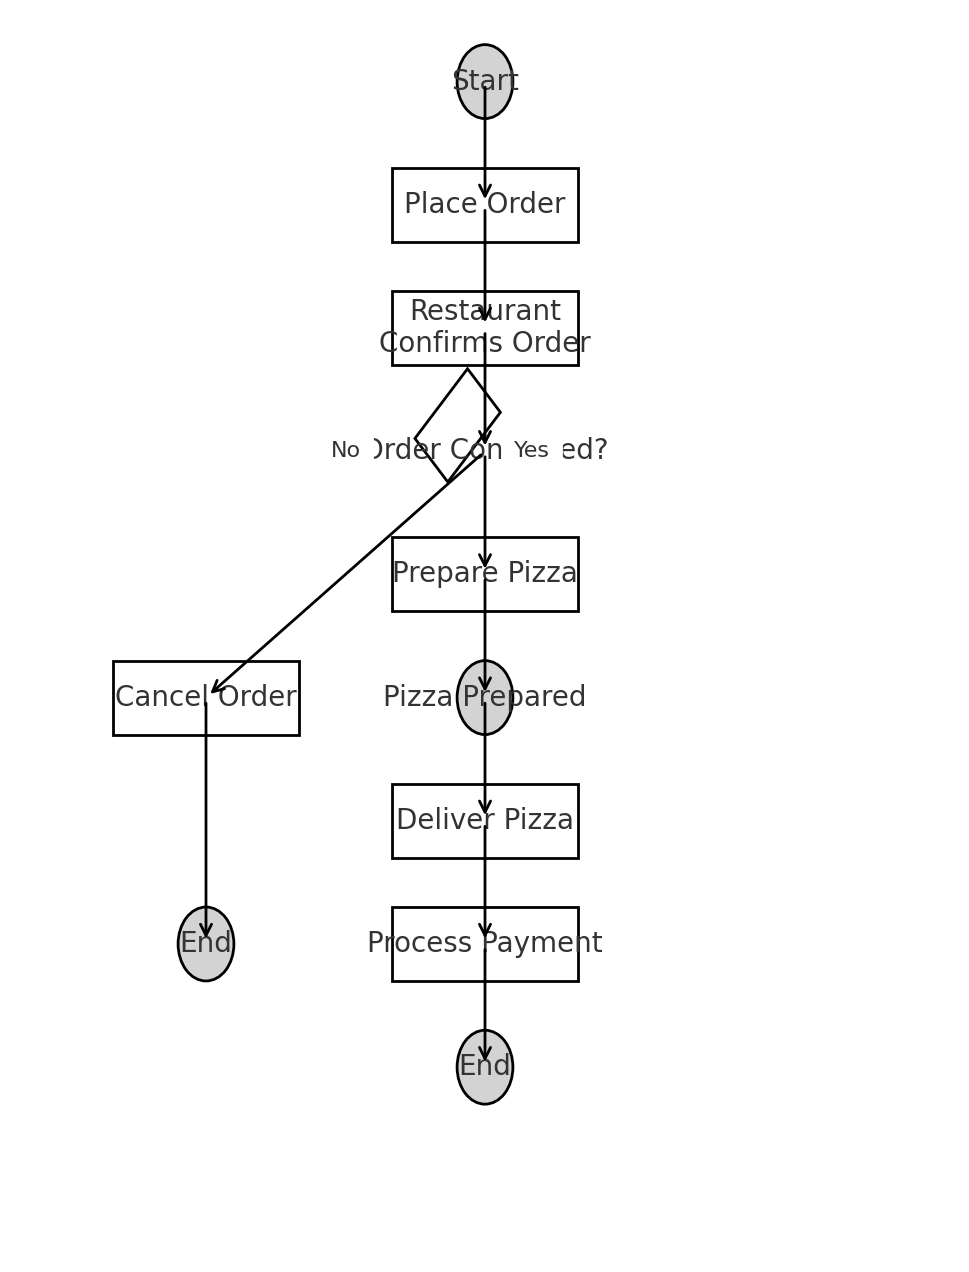 Start
Place Order
Restaurant
Confirms Order
No Order Con Yes ed?
Prepare Pizza
Cancel Order
Pizza Prepared
Deliver Pizza
End
Process Payment
End